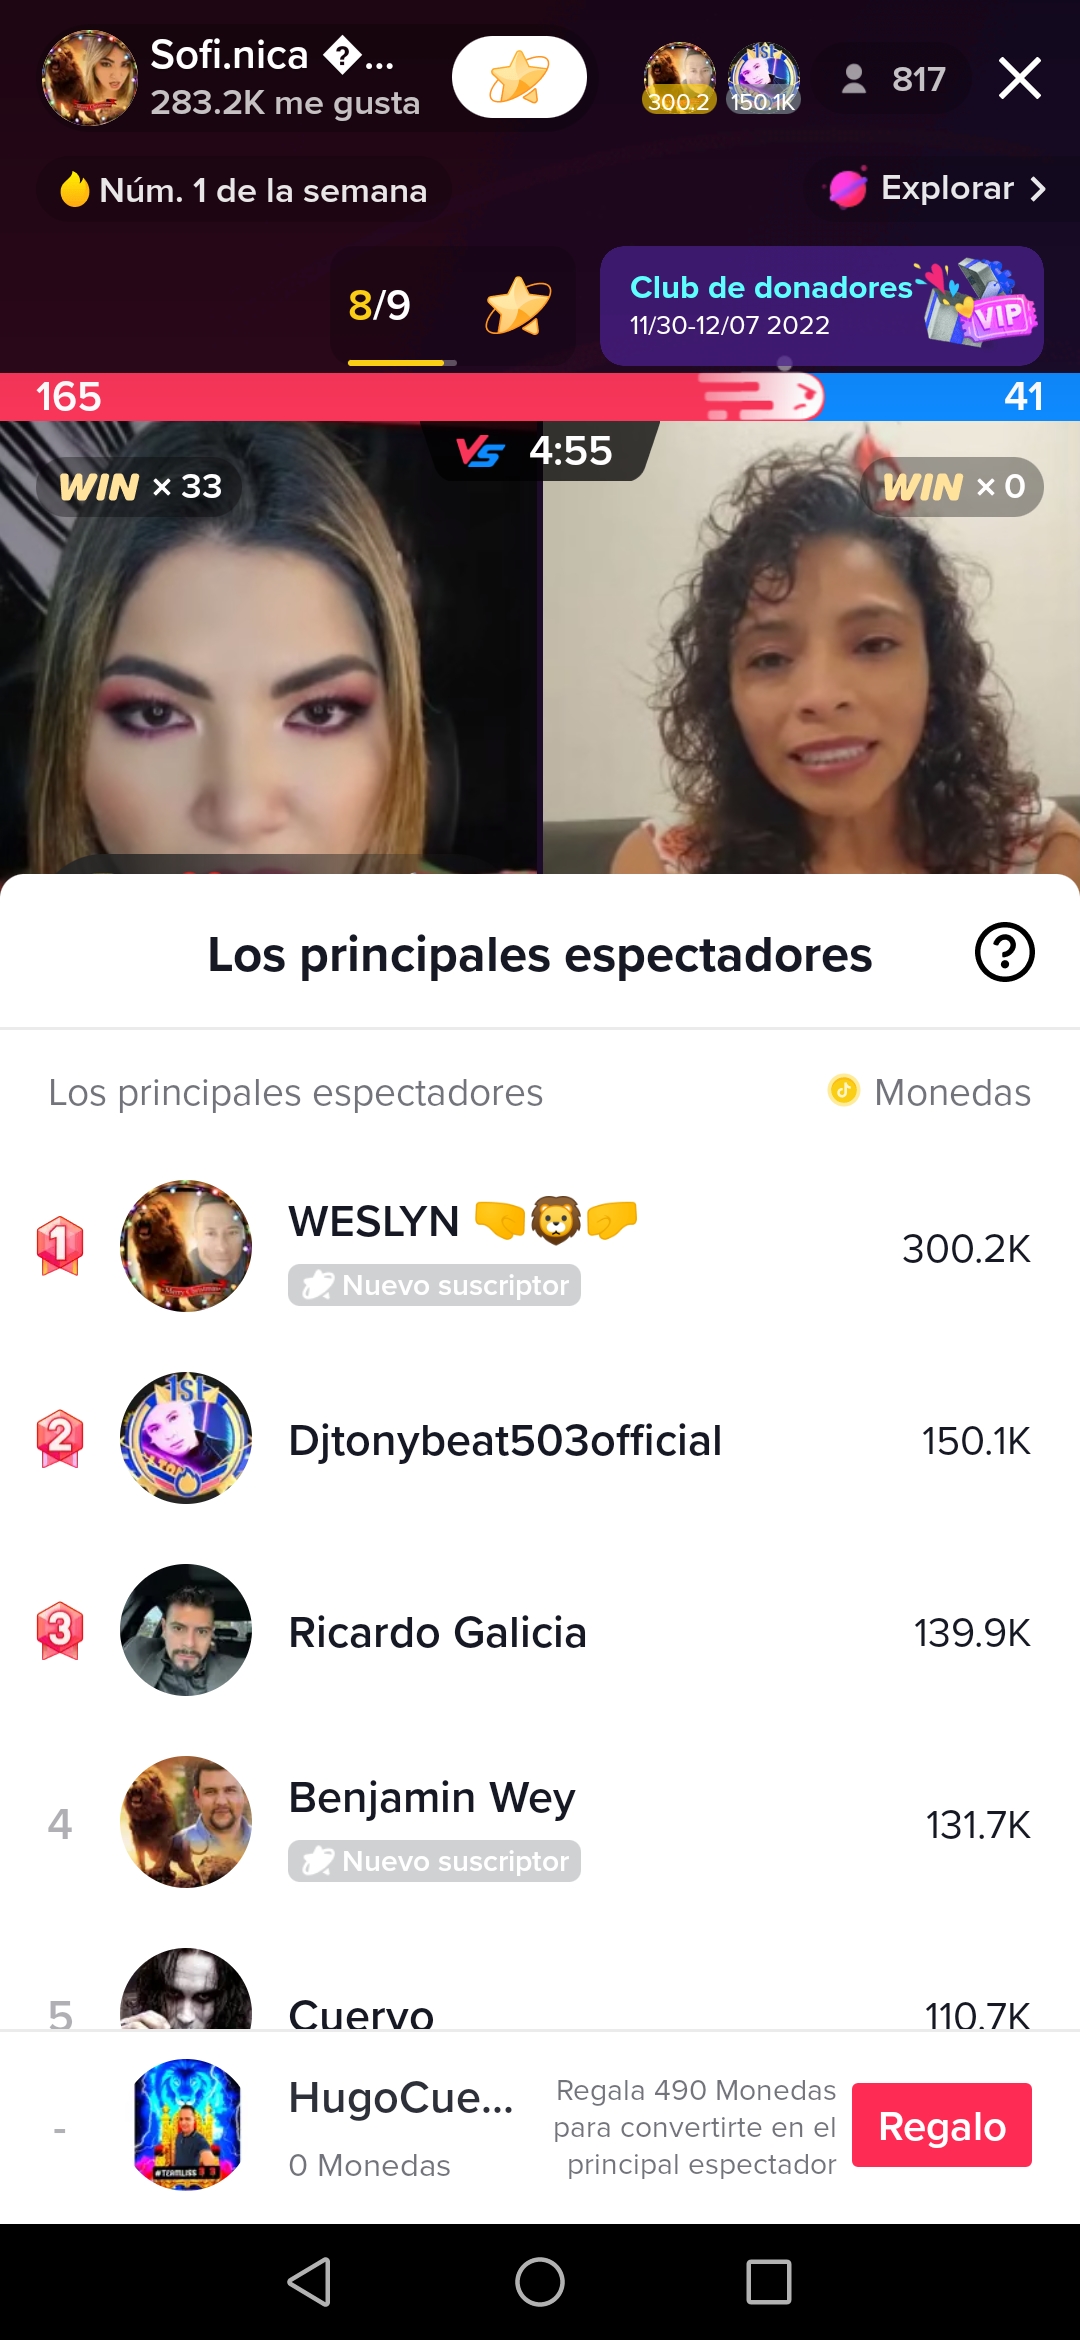 Sofi.nica �...
283.2K me gusta
300.2
150.1K
817
Núm. 1 de la semana
Explorar
8/9
Club de donadores
11/30-12/07 2022
VIP
165
41
VS 4:55
WIN × 33
WIN × 0
Los principales espectadores
Los principales espectadores
Monedas
1
WESLYN 🤜🦁🤛
Nuevo suscriptor
300.2K
2
1st
Djtonybeat503official
150.1K
3
Ricardo Galicia
139.9K
4
Benjamin Wey
Nuevo suscriptor
131.7K
5
Cuervo
110.7K
-
#TEAMLISS
HugoCue...
0 Monedas
Regala 490 Monedas
para convertirte en el
principal espectador
Regalo